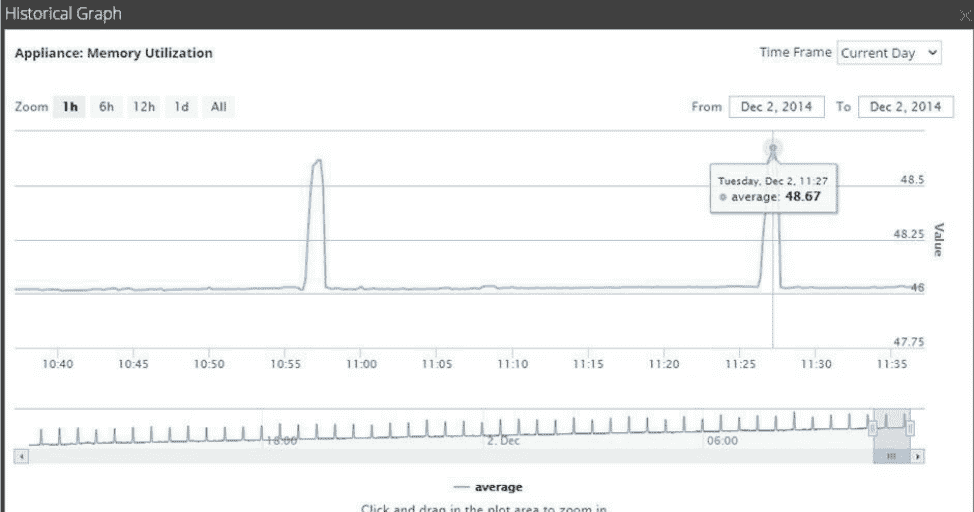 Historical Graph
Appliance: Memory Utilization
Time Frame Current Day
Zoom 1h 6h 12h 1d All
From Dec 2, 2014 To Dec 2, 2014
Tuesday, Dec 2, 11:27
average: 48.67
48.5
48.25
48
47.75
Value
10:40 10:45 10:50 10:55 11:00 11:05 11:10 11:15 11:20 11:25 11:30 11:35
18:00 2. Dec 06:00
average
Click and drag in the plot area to zoom in